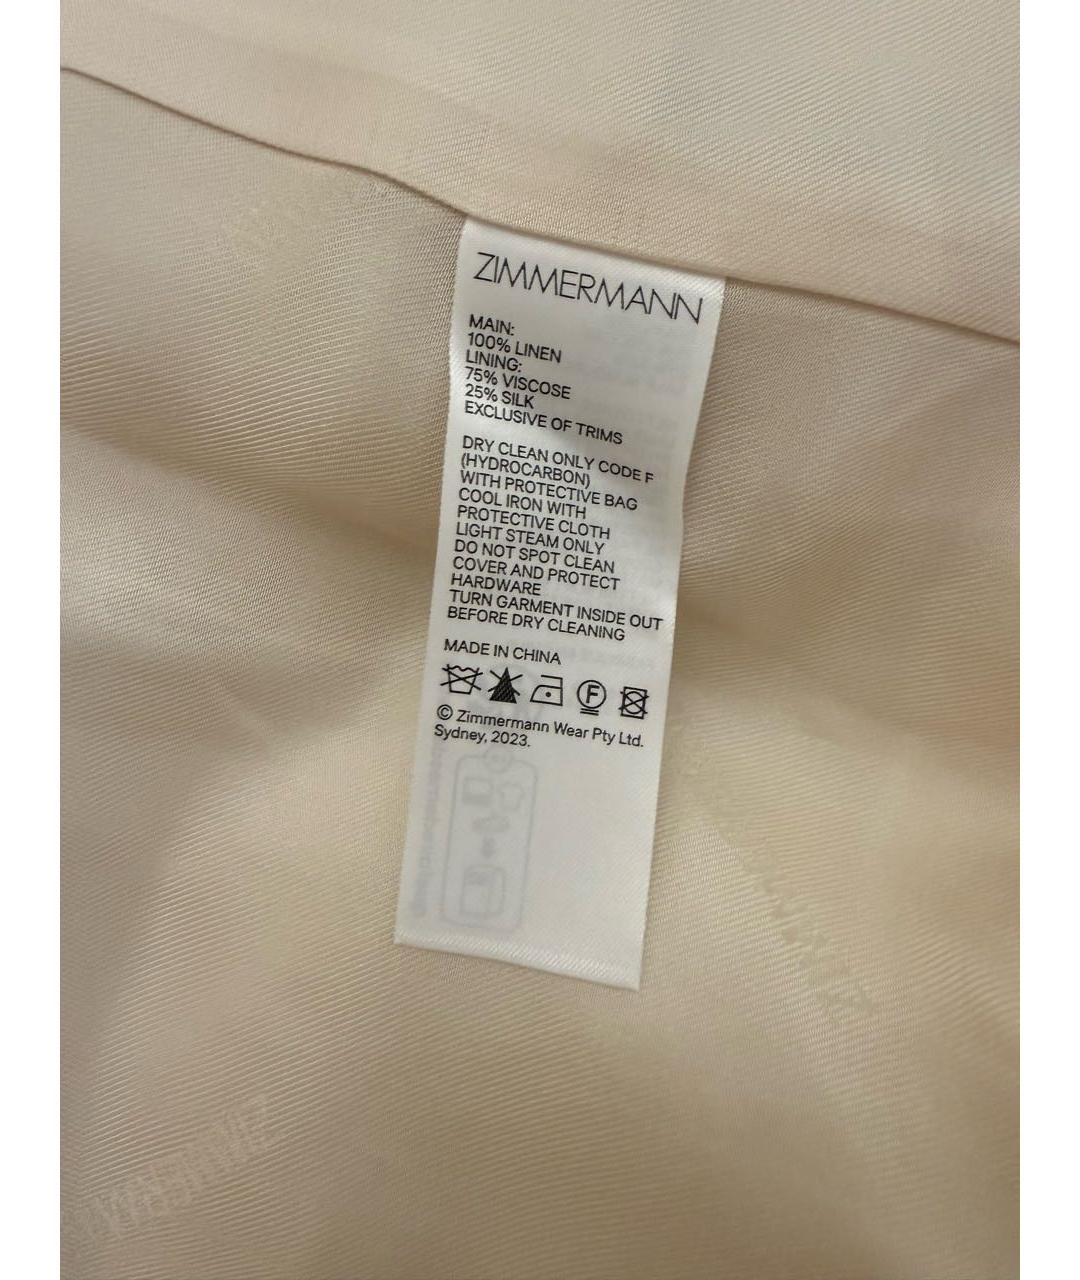 ZIMMERMANN
MAIN:
100% LINEN
LINING:
75% VISCOSE
25% SILK
EXCLUSIVE OF TRIMS
DRY CLEAN ONLY CODE F
(HYDROCARBON)
WITH PROTECTIVE BAG
COOL IRON WITH
PROTECTIVE CLOTH
LIGHT STEAM ONLY
DO NOT SPOT CLEAN
COVER AND PROTECT
HARDWARE
TURN GARMENT INSIDE OUT
BEFORE DRY CLEANING
MADE IN CHINA
F
© Zimmermann Wear Pty Ltd.
Sydney, 2023.